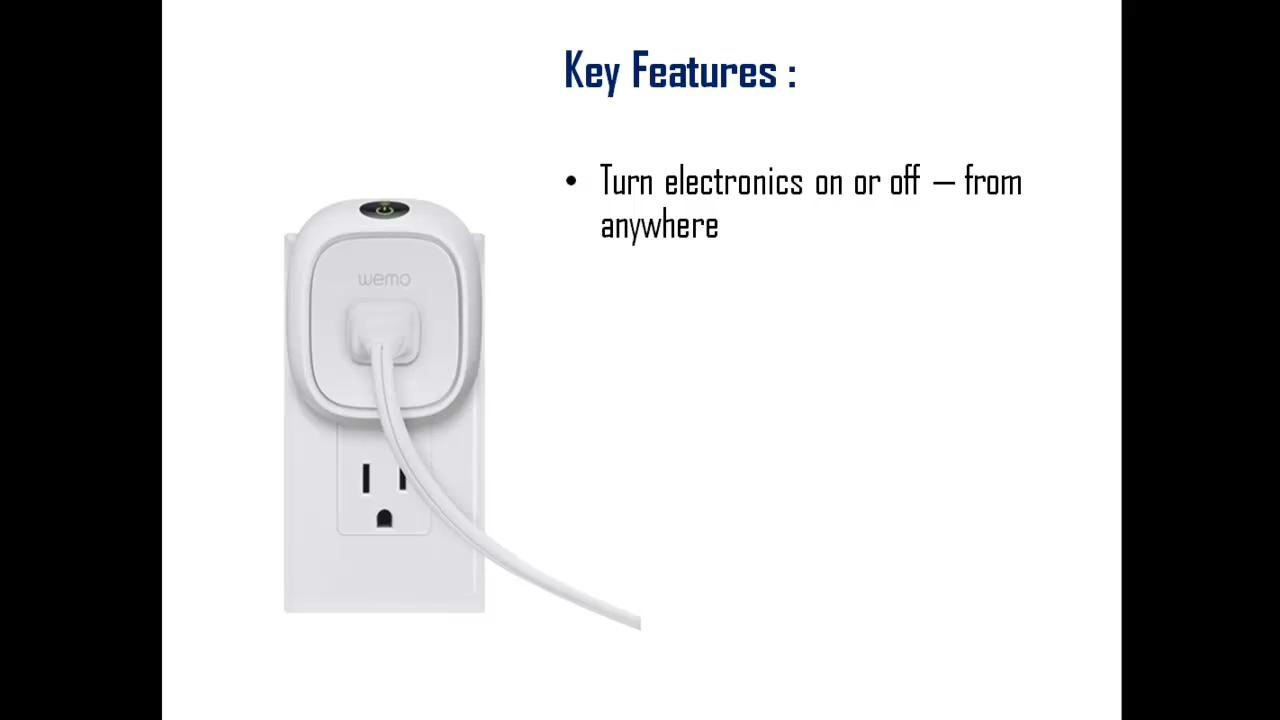 Key Features :
• Turn electronics on or off – from
anywhere
wemo